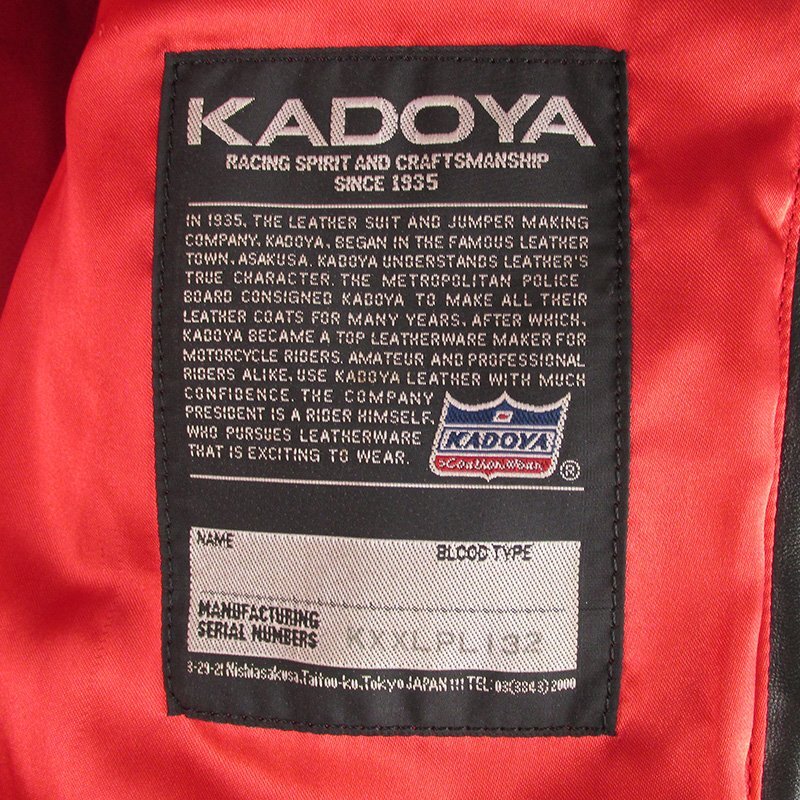 KADOYA
RACING SPIRIT AND CRAFTSMANSHIP
SINCE 1935
IN 1935, THE LEATHER SUIT AND JUMPER MAKING
COMPANY, KADOYA, BEGAN IN THE FAMOUS LEATHER
TOWN, ASAKUSA. KADOYA UNDERSTANDS LEATHER'S
TRUE CHARACTER. THE METROPOLITAN POLICE
BOARD CONSIGNED KADOYA TO MAKE ALL THEIR
LEATHER COATS FOR MANY YEARS, AFTER WHICH,
KADOYA BECAME A TOP LEATHERWARE MAKER FOR
MOTORCYCLE RIDERS. AMATEUR AND PROFESSIONAL
RIDERS ALIKE, USE KADOYA LEATHER WITH MUCH
CONFIDENCE. THE COMPANY
PRESIDENT IS A RIDER HIMSELF,
WHO PURSUES LEATHERWARE
THAT IS EXCITING TO WEAR.
KADOYA
Leather Wear
®
NAME BLOOD TYPE
MANUFACTURING
SERIAL NUMBERS KXXLPL132
3-29-21 Nishiasakusa, Taitou-ku, Tokyo JAPAN 111 TEL: 03(3843) 2000